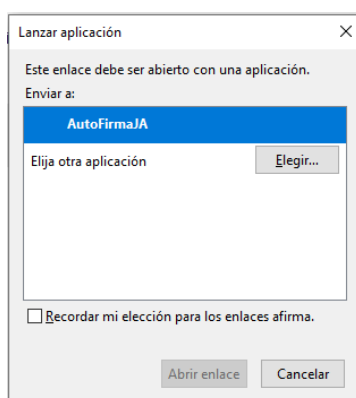 Lanzar aplicación
Este enlace debe ser abierto con una aplicación.
Enviar a:
AutoFirmaJA
Elija otra aplicación
Elegir...
Recordar mi elección para los enlaces afirma.
Abrir enlace
Cancelar